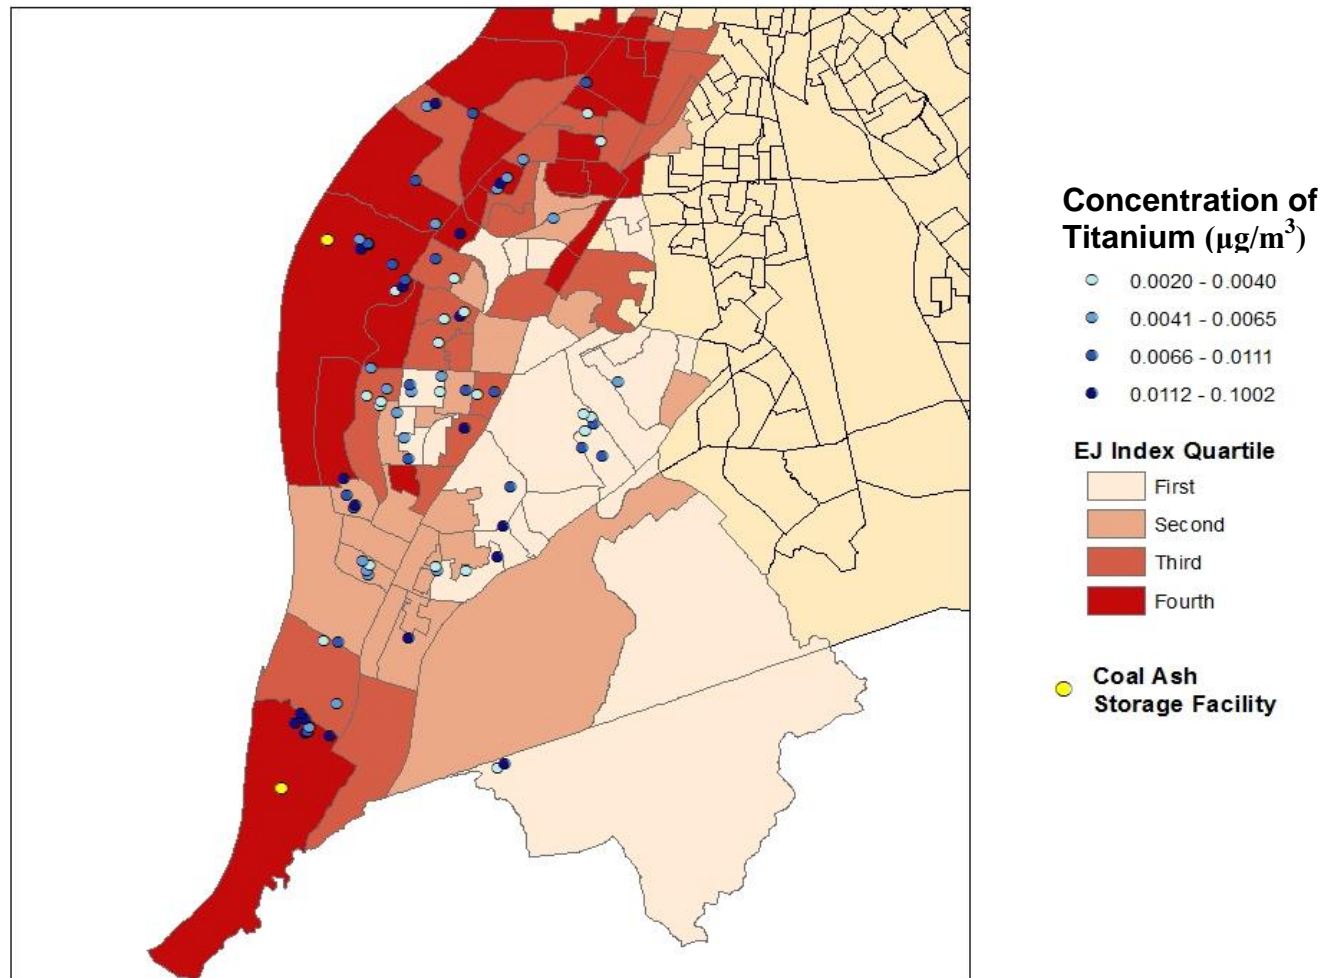 Concentration of
Titanium (µg/m³)
0.0020 - 0.0040
0.0041 - 0.0065
0.0066 - 0.0111
0.0112 - 0.1002
EJ Index Quartile
First
Second
Third
Fourth
Coal Ash
Storage Facility